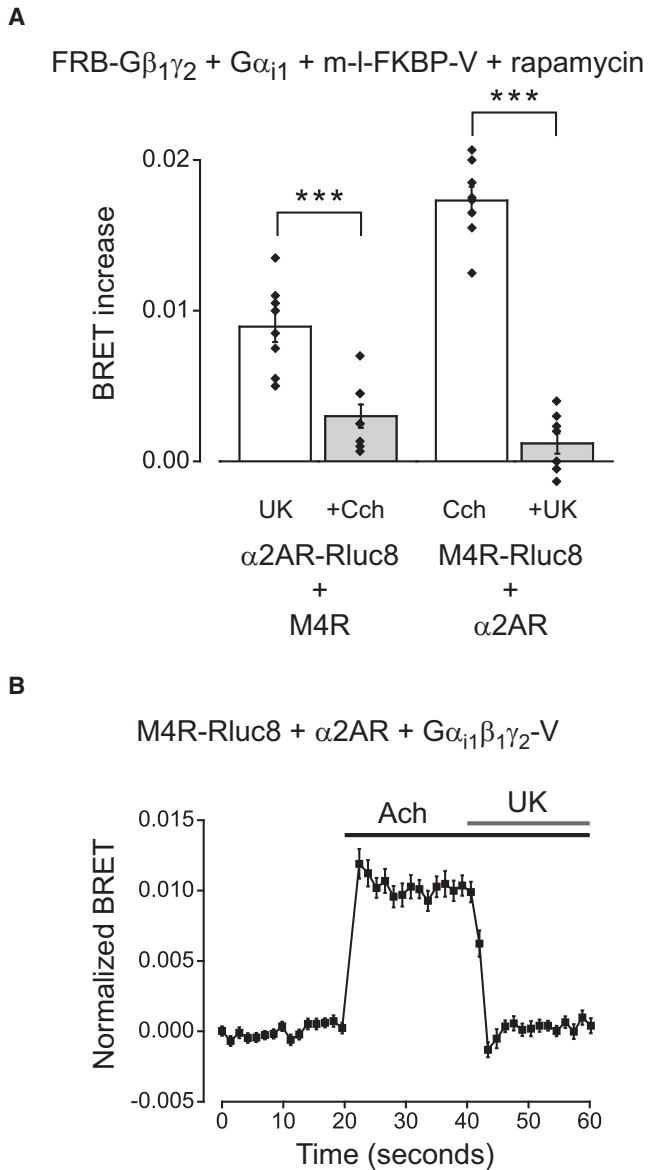 A
FRB-Gβ1γ2 + Gαi1 + m-l-FKBP-V + rapamycin
***
***
0.02
0.01
0.00
BRET increase
UK +Cch Cch +UK
α2AR-Rluc8 M4R-Rluc8
+ +
M4R α2AR
B
M4R-Rluc8 + α2AR + Gαi1β1γ2-V
Ach UK
0.015
0.010
0.005
0.000
-0.005
Normalized BRET
0 10 20 30 40 50 60
Time (seconds)